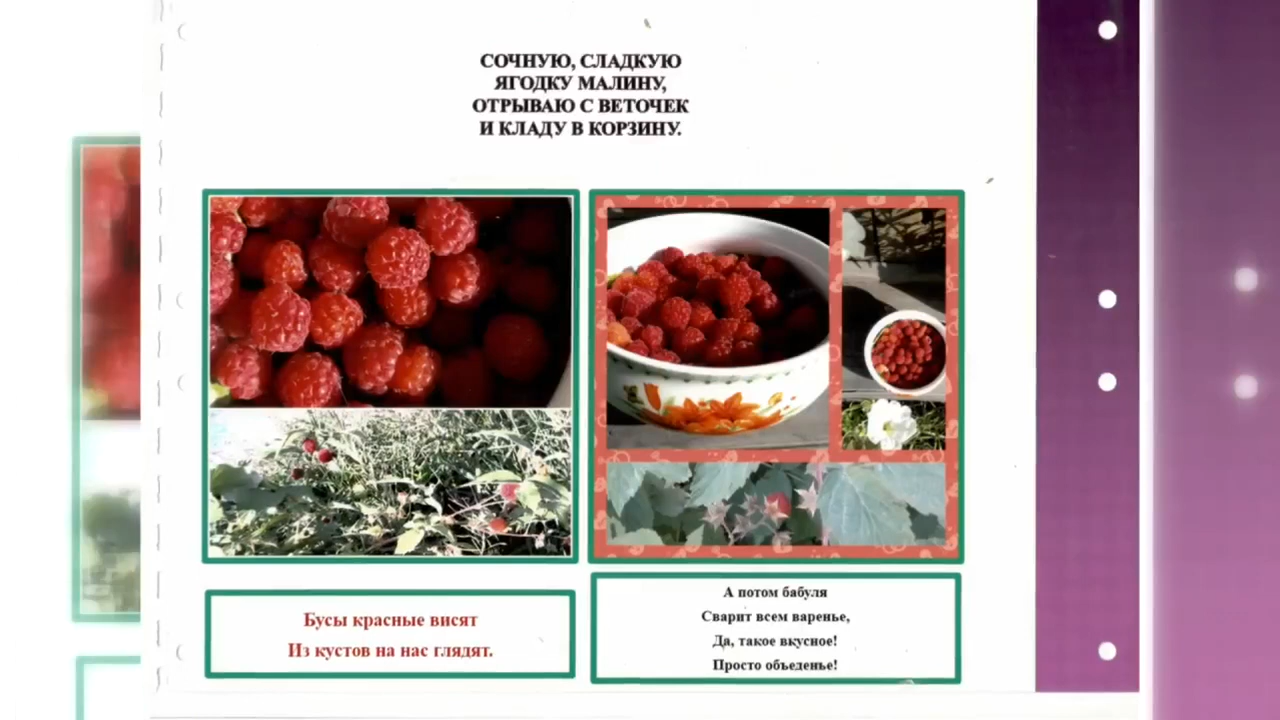 СОЧНУЮ, СЛАДКУЮ
ЯГОДКУ МАЛИНУ,
ОТРЫВАЮ С ВЕТОЧЕК
И КЛАДУ В КОРЗИНУ.
Бусы красные висят
Из кустов на нас глядят.
А потом бабуля
Сварит всем варенье,
Да, такое вкусное!
Просто объеденье!